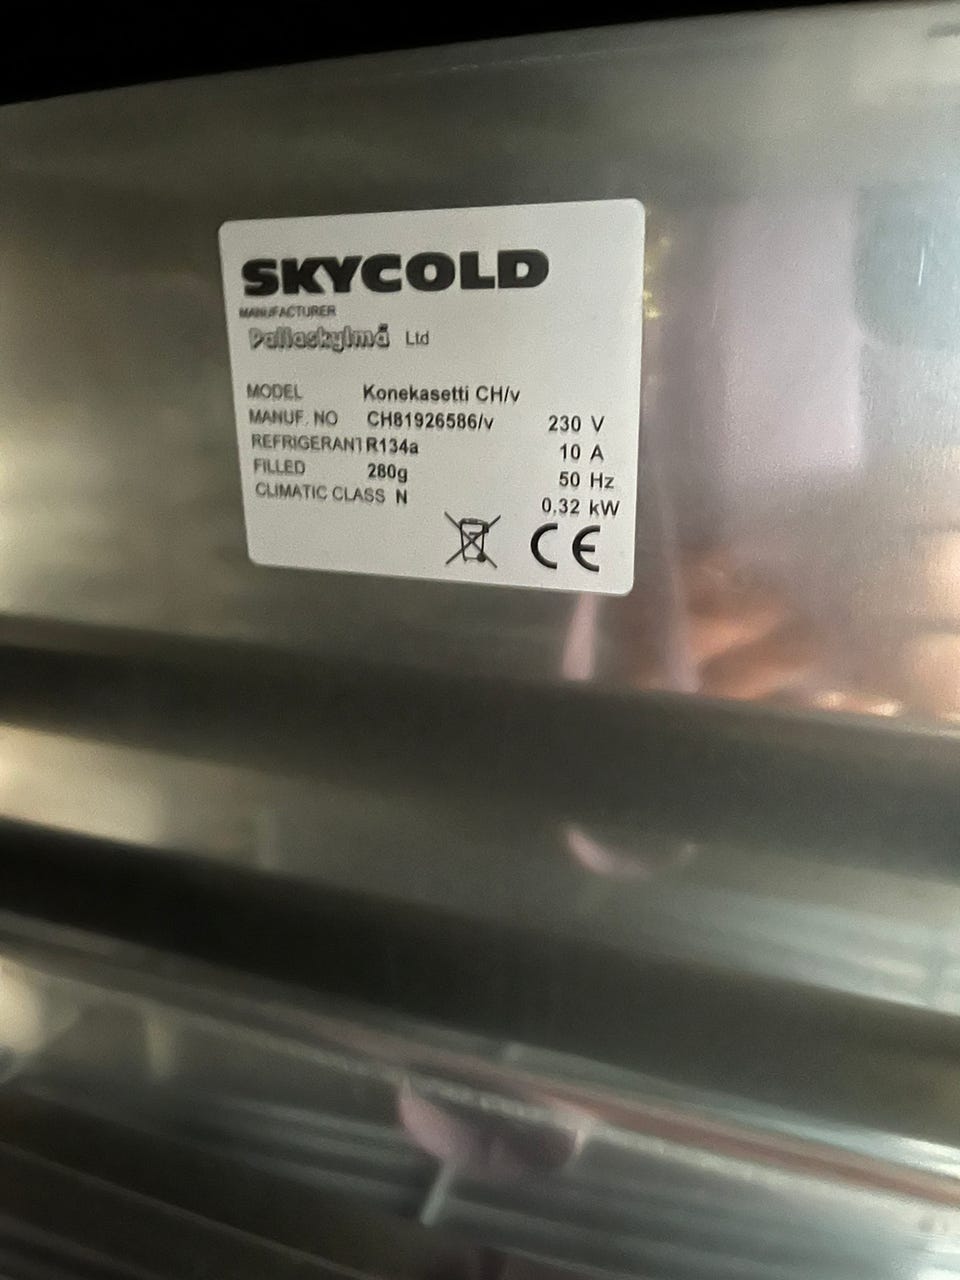 SKYCOLD
MANUFACTURER
Pallaskylmä Ltd
MODEL Konekasetti CH/v
MANUF. NO CH81926586/v 230 V
REFRIGERANT R134a 10 A
FILLED 280g 50 Hz
CLIMATIC CLASS N 0,32 kW
CE